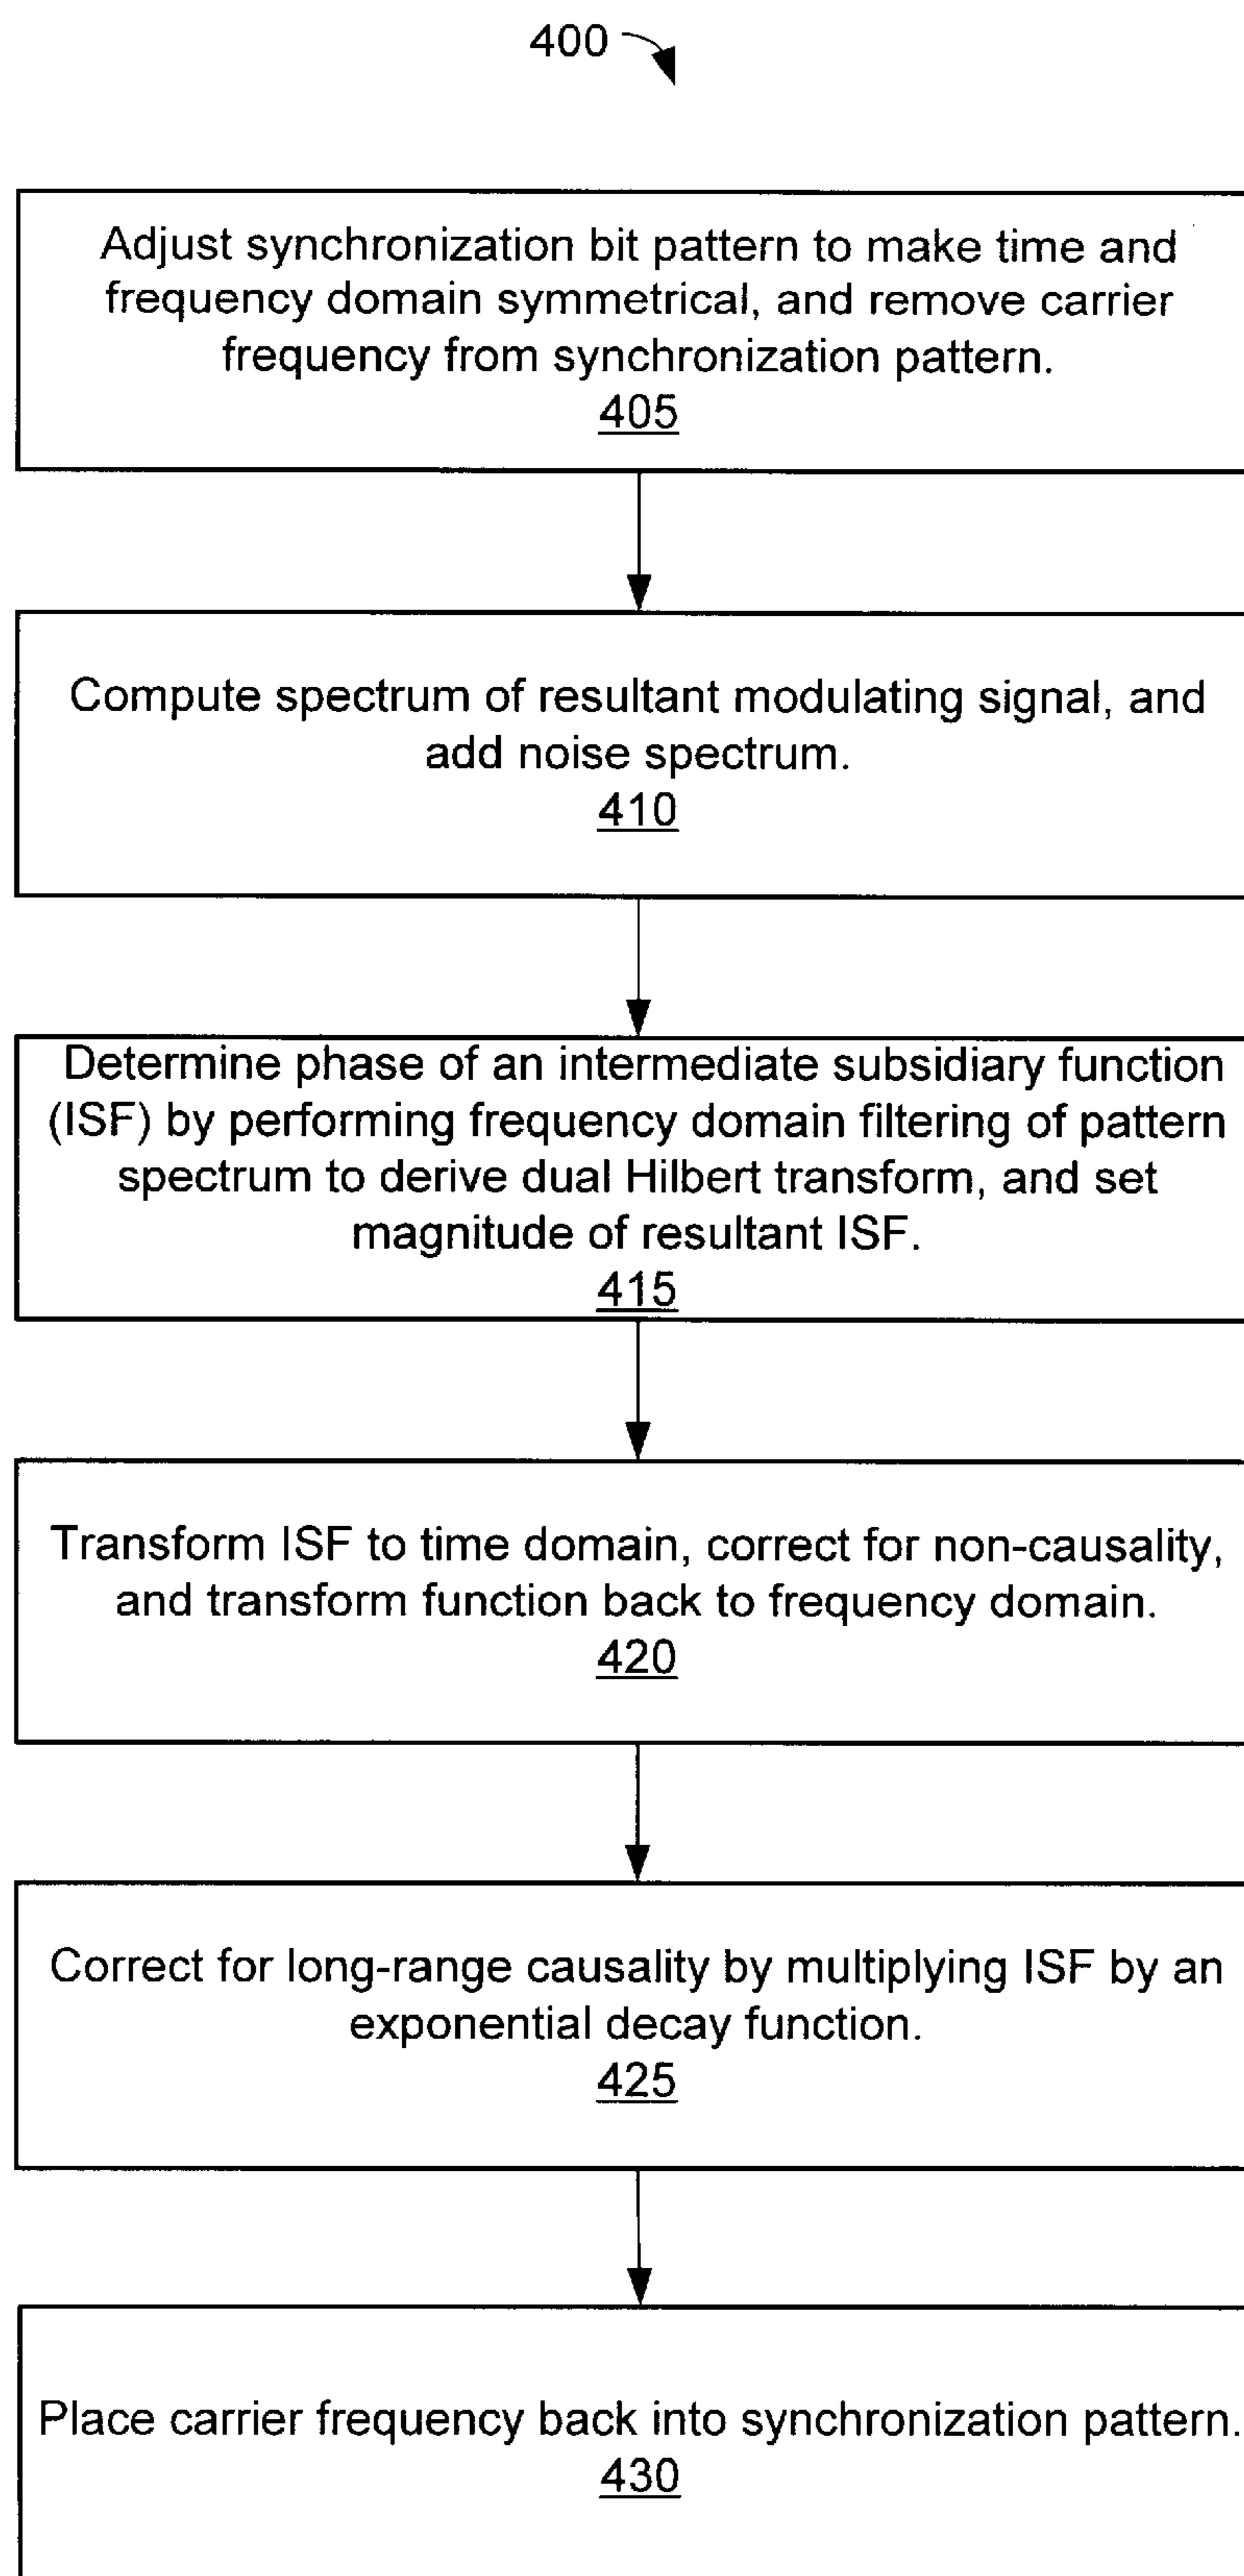 400
Adjust synchronization bit pattern to make time and
frequency domain symmetrical, and remove carrier
frequency from synchronization pattern.
405
Compute spectrum of resultant modulating signal, and
add noise spectrum.
410
Determine phase of an intermediate subsidiary function
(ISF) by performing frequency domain filtering of pattern
spectrum to derive dual Hilbert transform, and set
magnitude of resultant ISF.
415
Transform ISF to time domain, correct for non-causality,
and transform function back to frequency domain.
420
Correct for long-range causality by multiplying ISF by an
exponential decay function.
425
Place carrier frequency back into synchronization pattern.
430